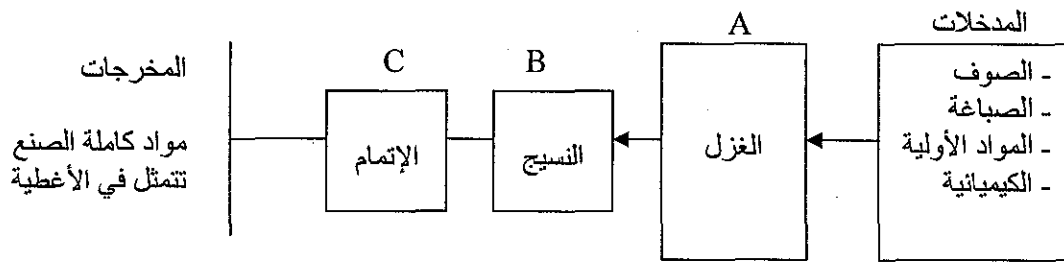 المدخلات
- الصوف
- الصباغة
- المواد الأولية
- الكيميائية
A
الغزل
B
النسيج
C
الإتمام
المخرجات
مواد كاملة الصنع
تتمثل في الأغطية